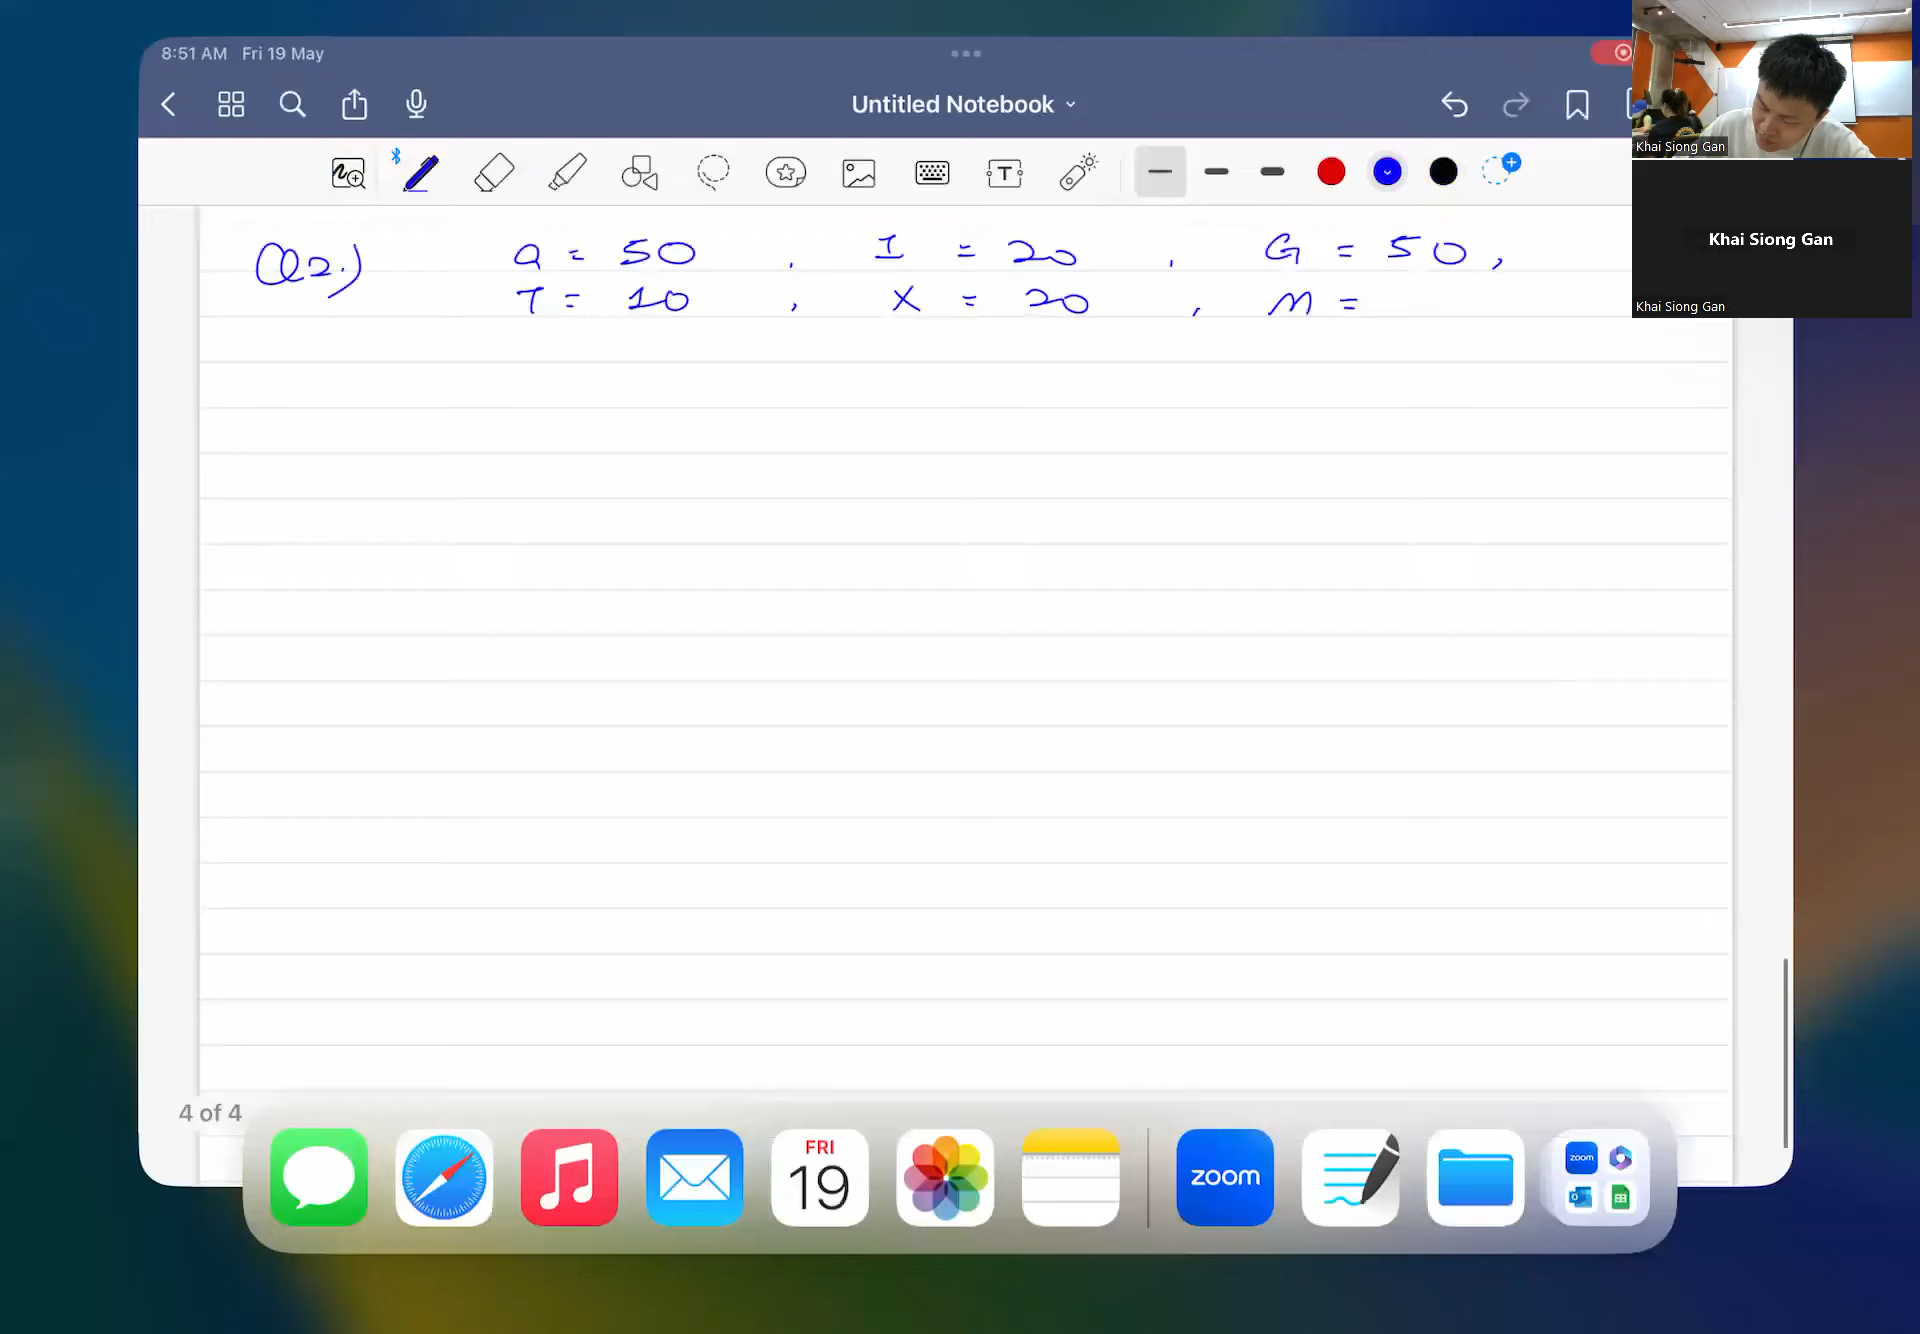 8:51 AM Fri 19 May
Untitled Notebook
T
Q2.) a = 50 , I = 20 , G = 50 ,
T = 10 , X = 20 , M =
Khai Siong Gan
Khai Siong Gan
Khai Siong Gan
4 of 4
FRI
19
zoom
zoom